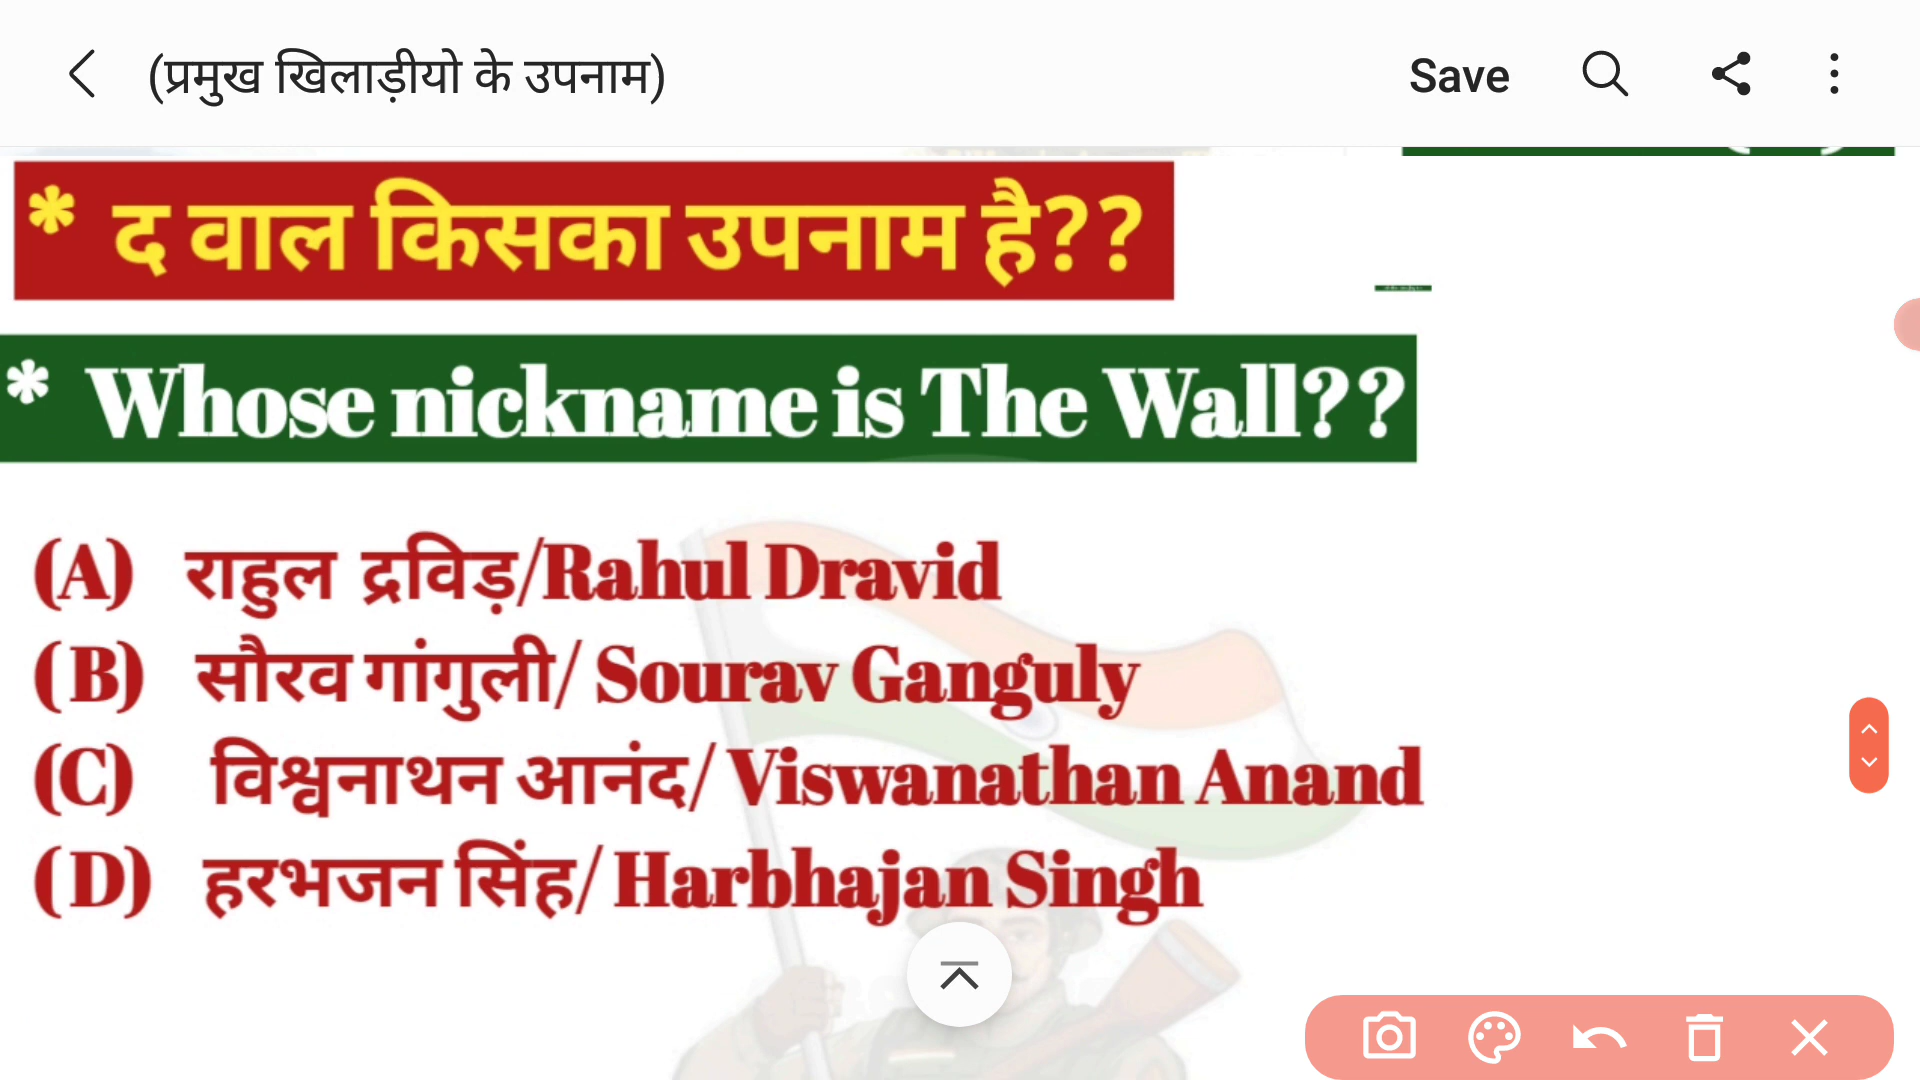 (प्रमुख खिलाड़ीयो के उपनाम)
Save
* द वाल किसका उपनाम है??
* Whose nickname is The Wall??
(A) राहुल द्रविड़/Rahul Dravid
(B) सौरव गांगुली/ Sourav Ganguly
(C) विश्वनाथन आनंद/ Viswanathan Anand
(D) हरभजन सिंह/ Harbhajan Singh